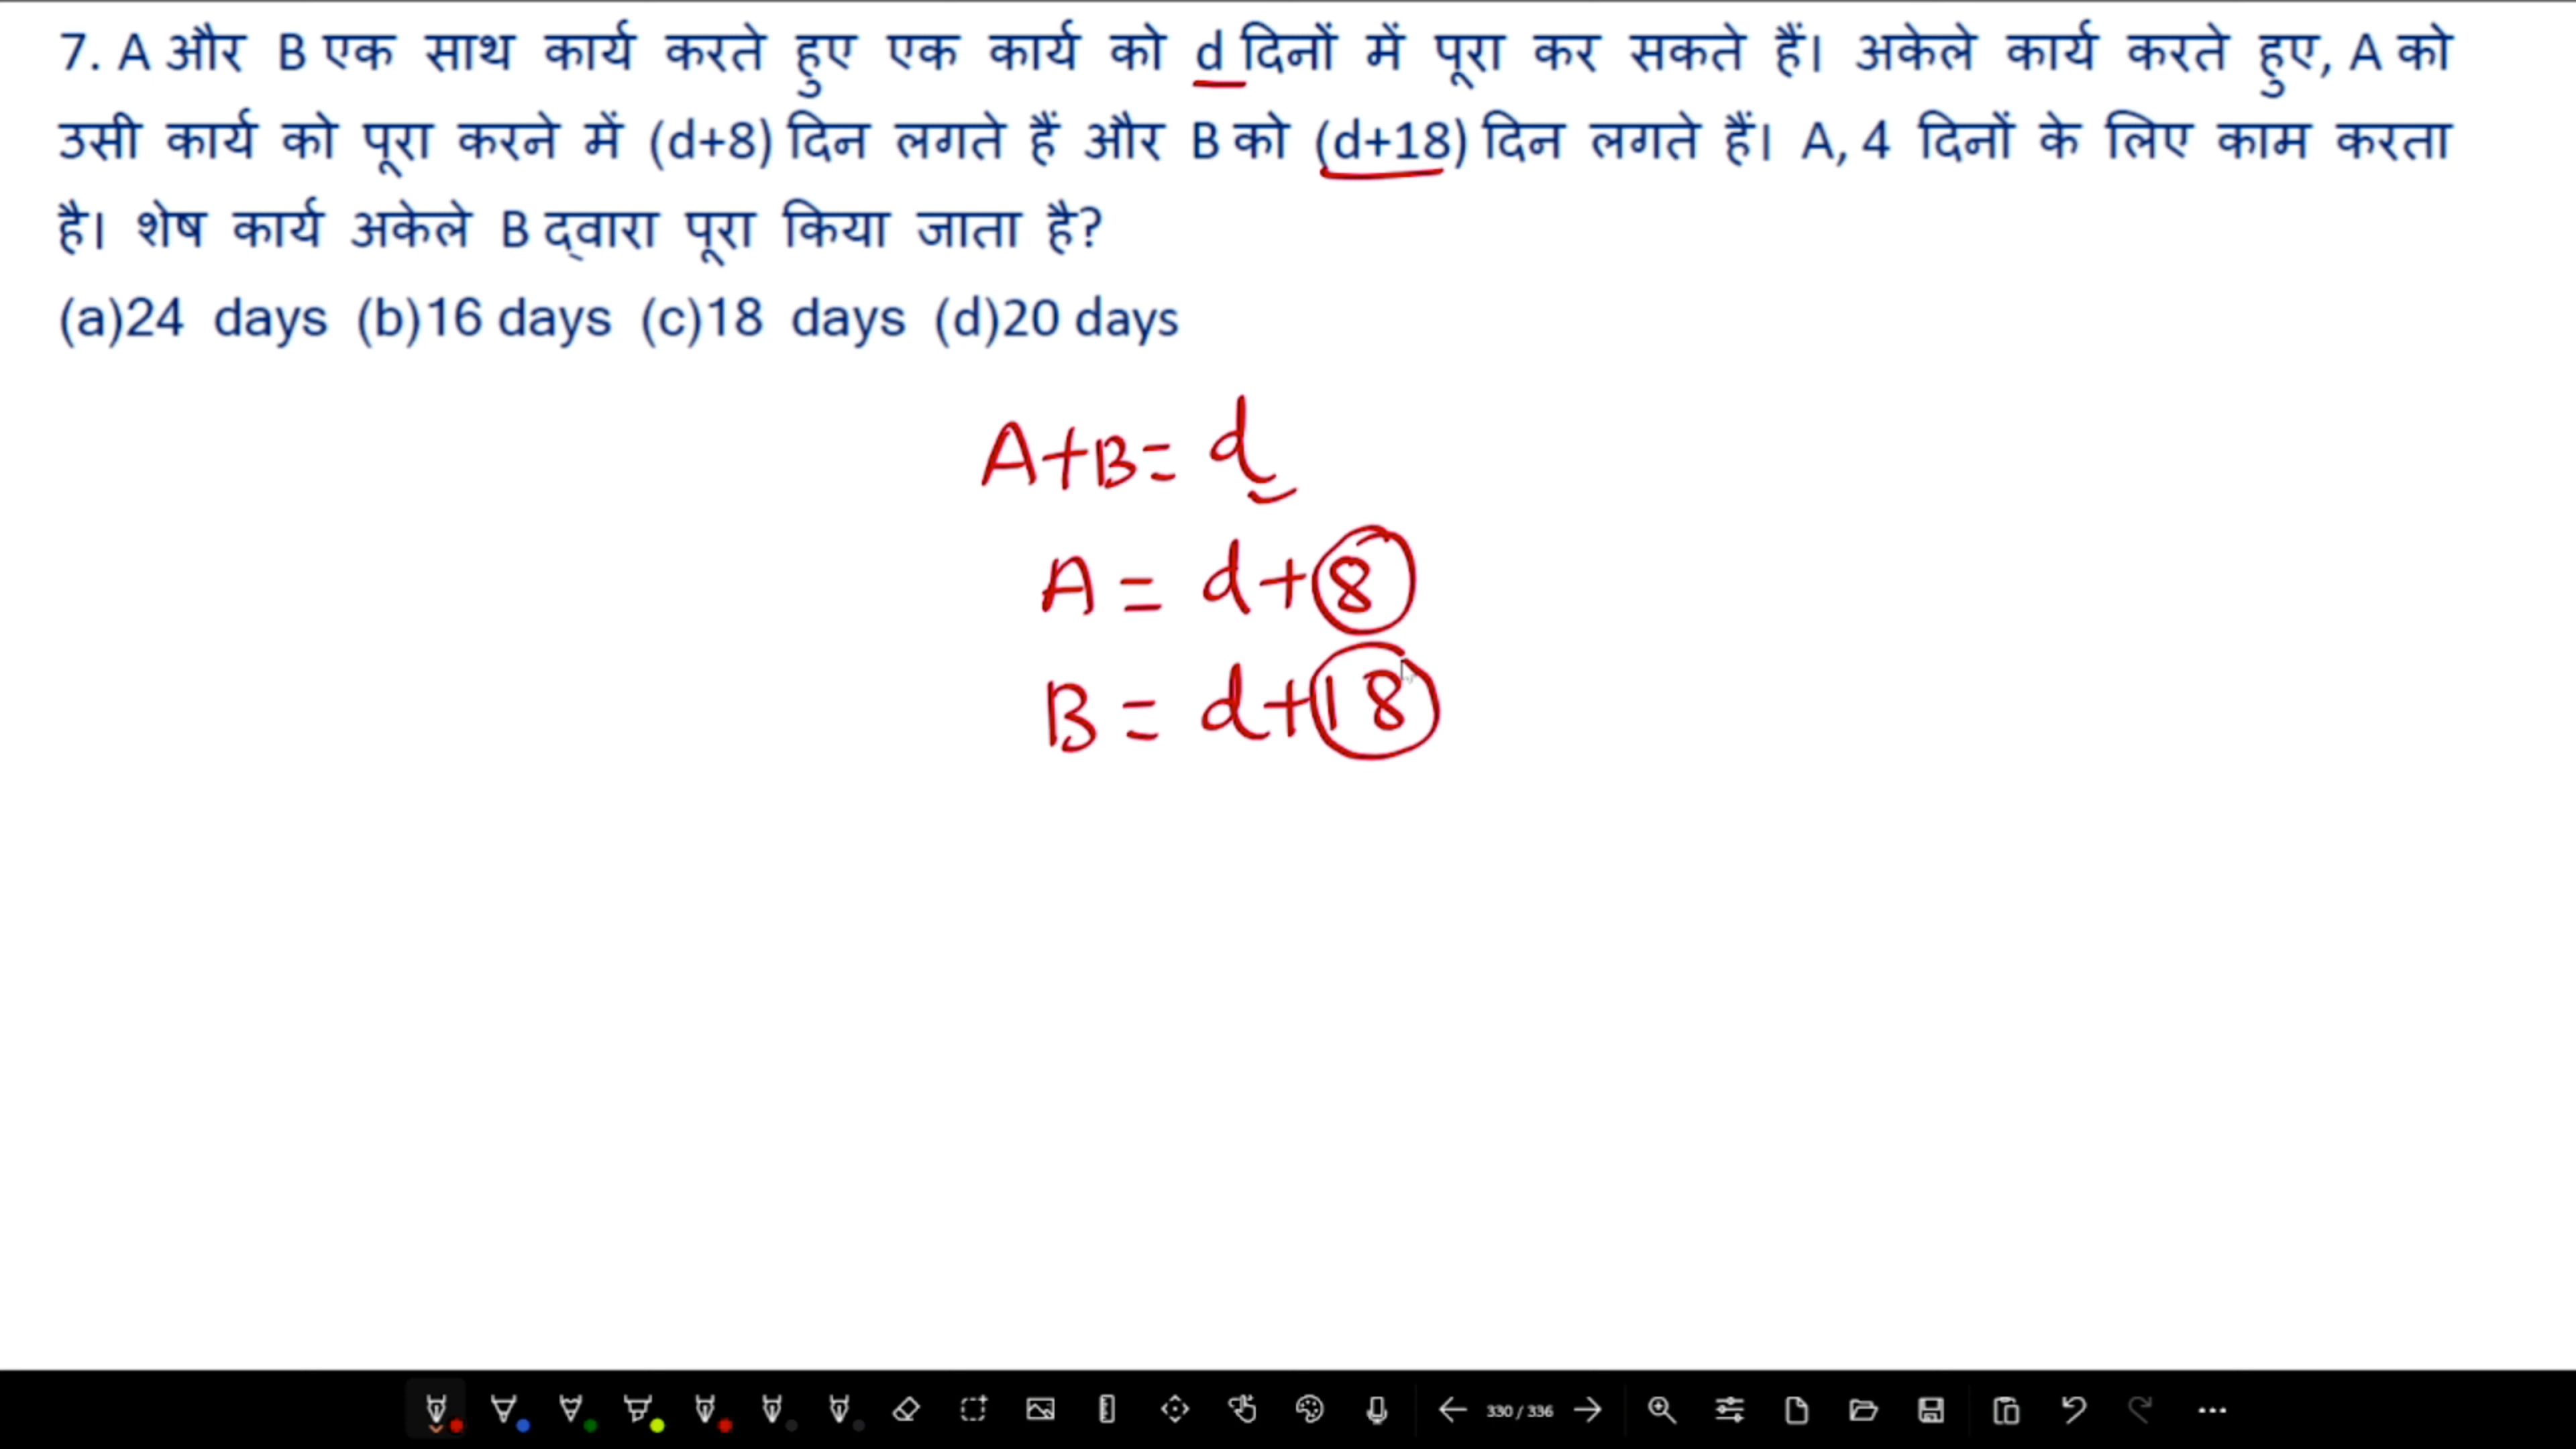 7. A और B एक साथ कार्य करते हुए एक कार्य को d दिनों में पूरा कर सकते हैं। अकेले कार्य करते हुए, A को
उसी कार्य को पूरा करने में (d+8) दिन लगते हैं और B को (d+18) दिन लगते हैं। A, 4 दिनों के लिए काम करता
है। शेष कार्य अकेले B द्वारा पूरा किया जाता है?
(a)24 days (b)16 days (c)18 days (d)20 days
A+B= d
A = d+8
B = d+18
330 / 336